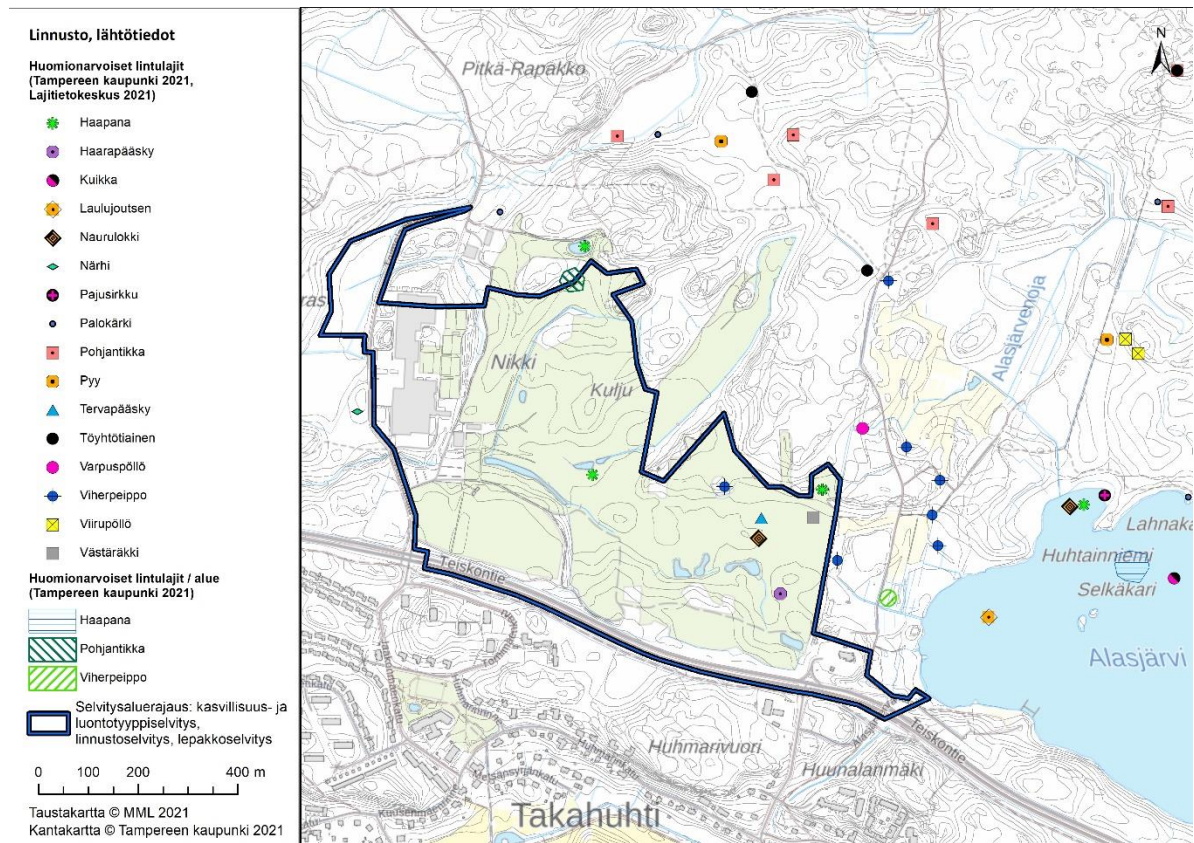 Linnusto, lähtötiedot
Huomionarvoiset lintulajit
(Tampereen kaupunki 2021,
Lajitietokeskus 2021)
Haapana
Haarapääsky
Kuikka
Laulujoutsen
Naurulokki
Närhi
Pajusirkku
Palokärki
Pohjantikka
Pyy
Tervapääsky
Töyhtötiainen
Varpuspöllö
Viherpeippo
Viirupöllö
Västäräkki
Huomionarvoiset lintulajit / alue
(Tampereen kaupunki 2021)
Haapana
Pohjantikka
Viherpeippo
Selvitysaluerajaus: kasvillisuus- ja
luontotyyppiselvitys,
linnustoselvitys, lepakkoselvitys
0 100 200 400 m
Taustakartta © MML 2021
Kantakartta © Tampereen kaupunki 2021
N
Pitkä-Rapakko
Alasjärvenoja
Nikki
Kulju
Lahnaka
Huhtainniemi
Selkäkari
Alasjärvi
Teiskontie
Teiskontie
Huhmarivuori
Huunalanmäki
Takahuhti